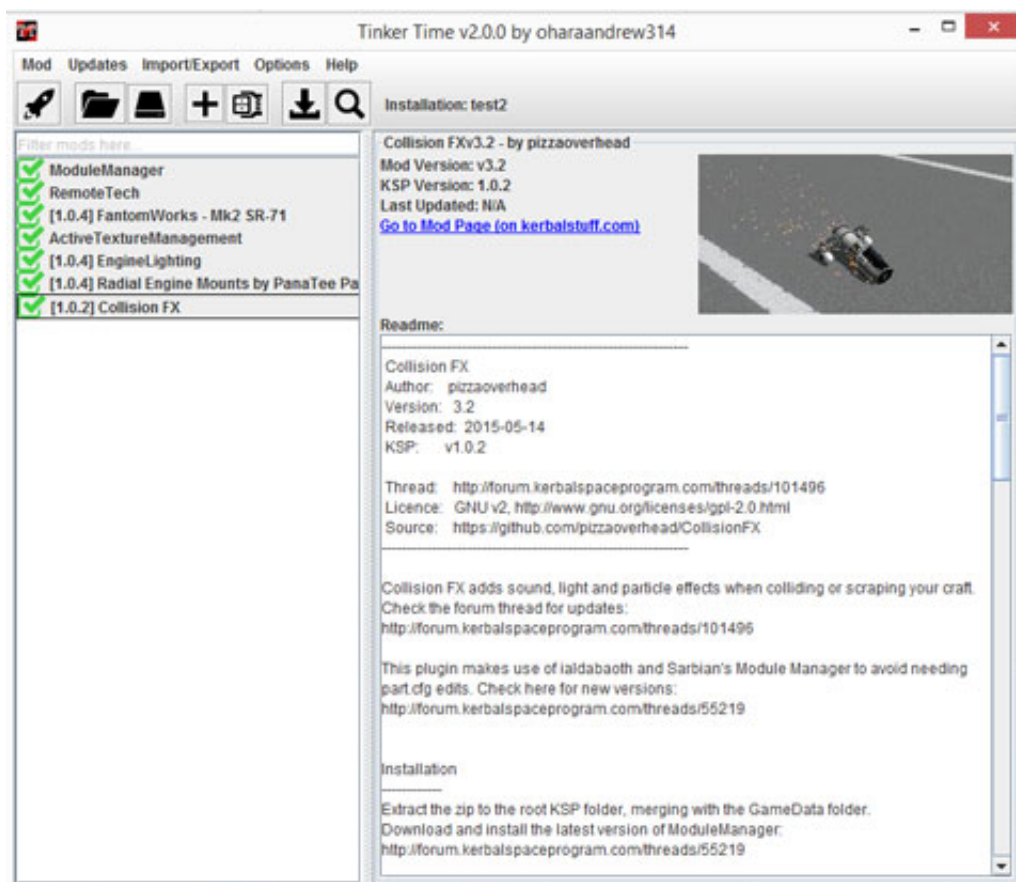 Tinker Time v2.0.0 by oharaandrew314
Mod Updates Import/Export Options Help
Installation: test2
Filter mods here...
ModuleManager
RemoteTech
[1.0.4] FantomWorks - Mk2 SR-71
ActiveTextureManagement
[1.0.4] EngineLighting
[1.0.4] Radial Engine Mounts by PanaTee Pa
[1.0.2] Collision FX
Collision FXv3.2 - by pizzaoverhead
Mod Version: v3.2
KSP Version: 1.0.2
Last Updated: N/A
Go to Mod Page (on kerbalstuff.com)
Readme:
Collision FX
Author: pizzaoverhead
Version: 3.2
Released: 2015-05-14
KSP: v1.0.2
Thread: http://forum.kerbalspaceprogram.com/threads/101496
Licence: GNU v2, http://www.gnu.org/licenses/gpl-2.0.html
Source: https://github.com/pizzaoverhead/CollisionFX
Collision FX adds sound, light and particle effects when colliding or scraping your craft.
Check the forum thread for updates:
http://forum.kerbalspaceprogram.com/threads/101496
This plugin makes use of ialdabaoth and Sarbian's Module Manager to avoid needing
part.cfg edits. Check here for new versions:
http://forum.kerbalspaceprogram.com/threads/55219
Installation
Extract the zip to the root KSP folder, merging with the GameData folder.
Download and install the latest version of ModuleManager:
http://forum.kerbalspaceprogram.com/threads/55219